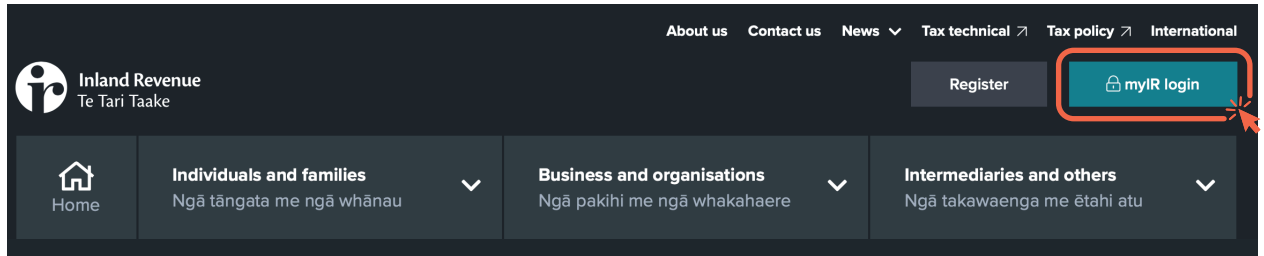 About us Contact us News Tax technical Tax policy International
ir Inland Revenue
Te Tari Taake
Register myIR login
Home
Individuals and families
Ngā tāngata me ngā whānau
Business and organisations
Ngā pakihi me ngā whakahaere
Intermediaries and others
Ngā takawaenga me ētahi atu